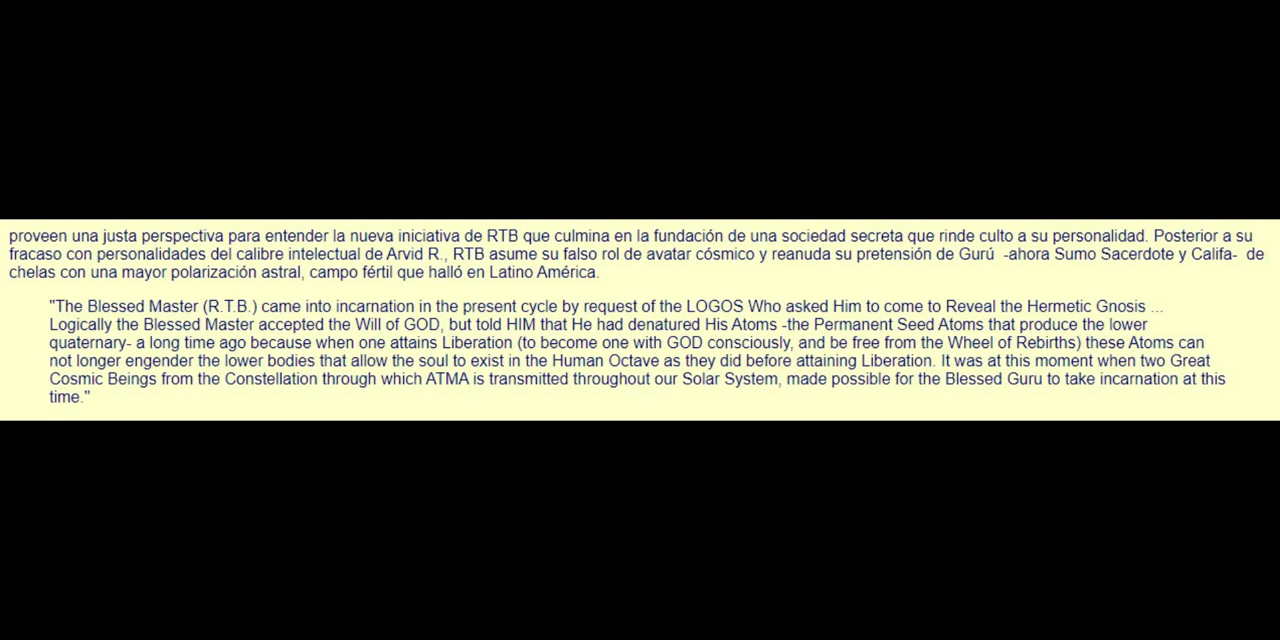 proveen una justa perspectiva para entender la nueva iniciativa de RTB que culmina en la fundación de una sociedad secreta que rinde culto a su personalidad. Posterior a su
fracaso con personalidades del calibre intelectual de Arvid R., RTB asume su falso rol de avatar cósmico y reanuda su pretensión de Gurú -ahora Sumo Sacerdote y Califa- de
chelas con una mayor polarización astral, campo fértil que halló en Latino América.
"The Blessed Master (R.T.B.) came into incarnation in the present cycle by request of the LOGOS Who asked Him to come to Reveal the Hermetic Gnosis ...
Logically the Blessed Master accepted the Will of GOD, but told HIM that He had denatured His Atoms -the Permanent Seed Atoms that produce the lower
quaternary- a long time ago because when one attains Liberation (to become one with GOD consciously, and be free from the Wheel of Rebirths) these Atoms can
not longer engender the lower bodies that allow the soul to exist in the Human Octave as they did before attaining Liberation. It was at this moment when two Great
Cosmic Beings from the Constellation through which ATMA is transmitted throughout our Solar System, made possible for the Blessed Guru to take incarnation at this
time."